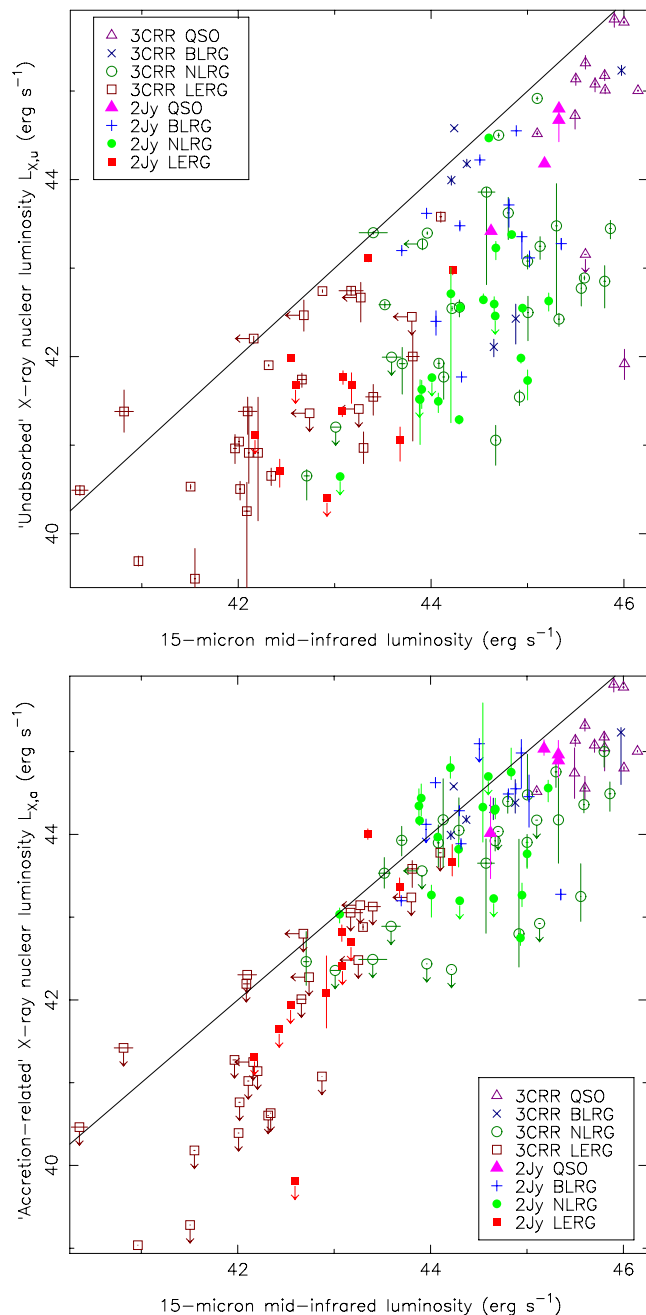 3CRR QSO
3CRR BLRG
3CRR NLRG
3CRR LERG
2Jy QSO
2Jy BLRG
2Jy NLRG
2Jy LERG
'Unabsorbed' X-ray nuclear luminosity L_X,u (erg s⁻¹)
44
42
40
42
44
46
15-micron mid-infrared luminosity (erg s⁻¹)
'Accretion-related' X-ray nuclear luminosity L_X,a (erg s⁻¹)
44
42
40
3CRR QSO
3CRR BLRG
3CRR NLRG
3CRR LERG
2Jy QSO
2Jy BLRG
2Jy NLRG
2Jy LERG
42
44
46
15-micron mid-infrared luminosity (erg s⁻¹)